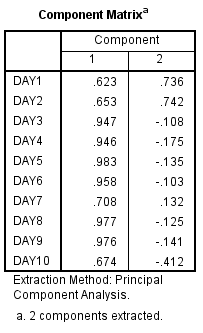 Component Matrixa
Component
1 2
DAY1 .623 .736
DAY2 .653 .742
DAY3 .947 -.108
DAY4 .946 -.175
DAY5 .983 -.135
DAY6 .958 -.103
DAY7 .708 .132
DAY8 .977 -.125
DAY9 .976 -.141
DAY10 .674 -.412
Extraction Method: Principal
Component Analysis.
a. 2 components extracted.